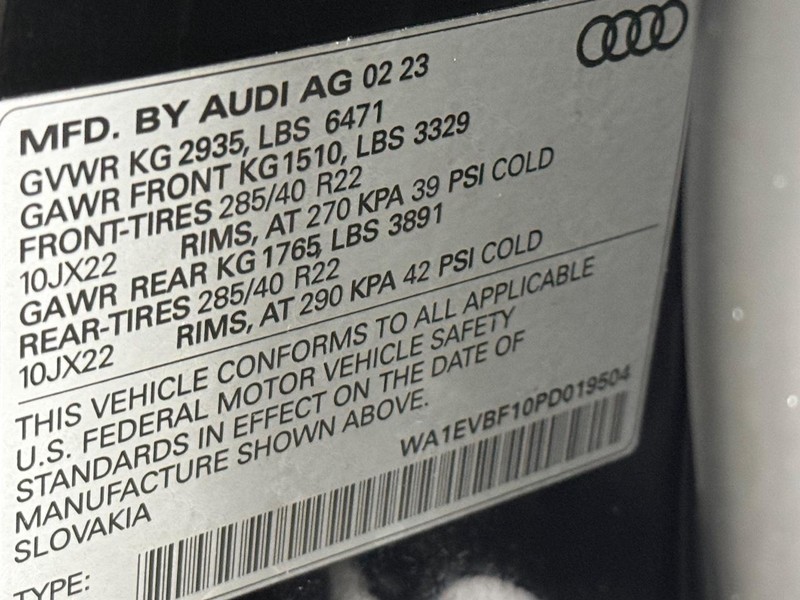 MFD. BY AUDI AG 02 23
GVWR KG 2935, LBS 6471
GAWR FRONT KG1510, LBS 3329
FRONT-TIRES 285/40 R22
10JX22 RIMS, AT 270 KPA 39 PSI COLD
GAWR REAR KG 1765, LBS 3891
REAR-TIRES 285/40 R22
10JX22 RIMS, AT 290 KPA 42 PSI COLD
THIS VEHICLE CONFORMS TO ALL APPLICABLE
U.S. FEDERAL MOTOR VEHICLE SAFETY
STANDARDS IN EFFECT ON THE DATE OF
MANUFACTURE SHOWN ABOVE.
SLOVAKIA
WA1EVBF10PD019504
TYPE: